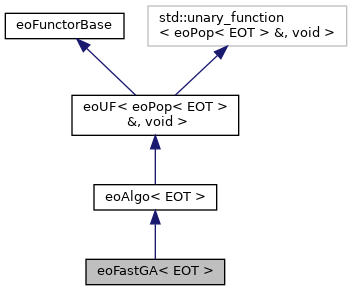 eoFunctorBase
std::unary_function
< eoPop< EOT > &, void >
eoUF< eoPop< EOT >
&, void >
eoAlgo< EOT >
eoFastGA< EOT >